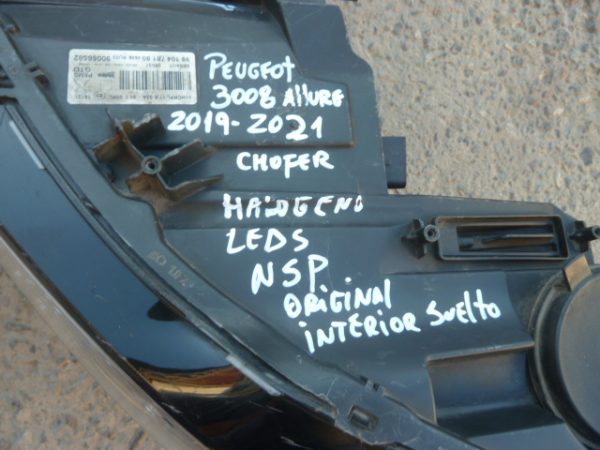 PEUGEOT
3008 ALLURE
2019-2021
CHOFER
HALOGENO
LEDS
NSP
ORIGINAL
INTERIOR SUELTO